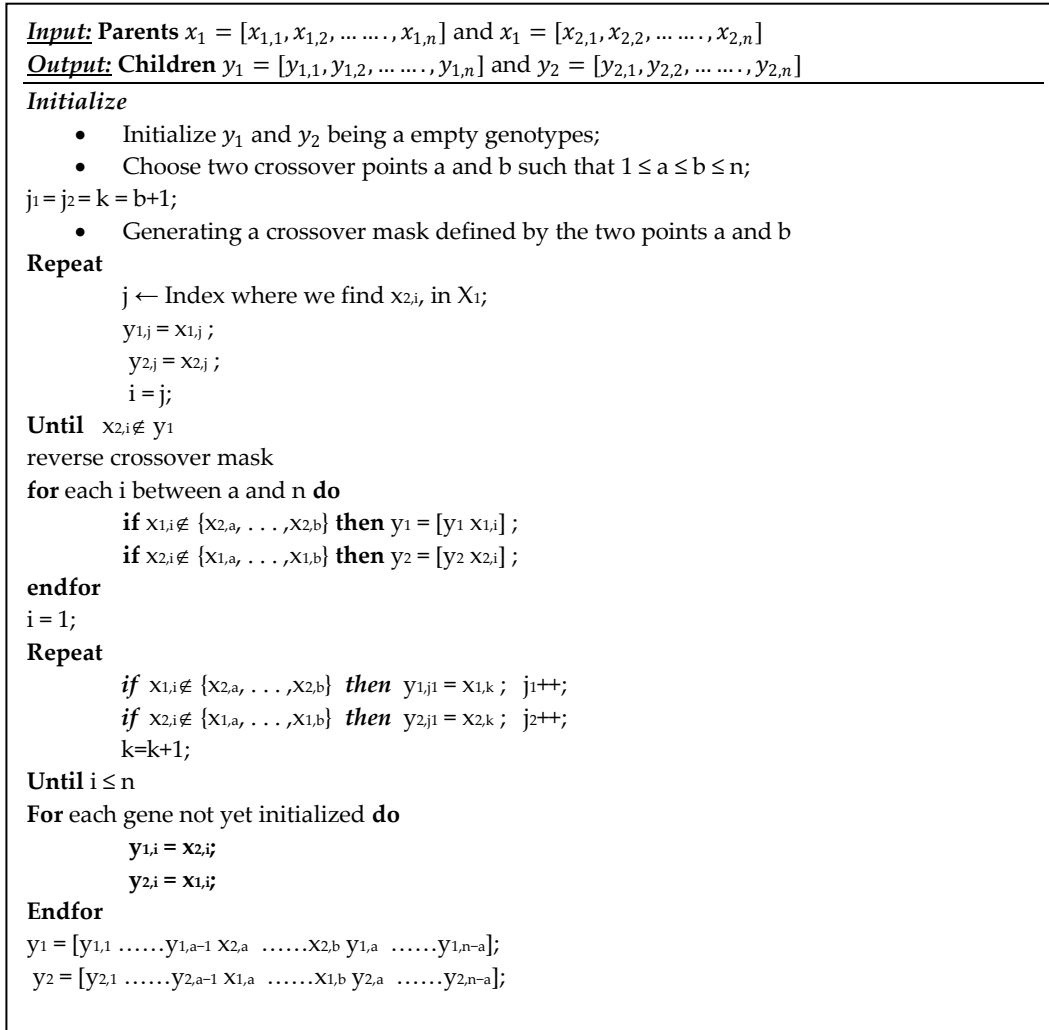 Input: Parents x₁ = [x₁,₁, x₁,₂, … … ., x₁,ₙ] and x₁ = [x₂,₁, x₂,₂, … … ., x₂,ₙ]
Output: Children y₁ = [y₁,₁, y₁,₂, … … ., y₁,ₙ] and y₂ = [y₂,₁, y₂,₂, … … ., y₂,ₙ]
Initialize
• Initialize y₁ and y₂ being a empty genotypes;
• Choose two crossover points a and b such that 1 ≤ a ≤ b ≤ n;
j₁ = j₂ = k = b+1;
• Generating a crossover mask defined by the two points a and b
Repeat
j ← Index where we find x₂,ᵢ, in X₁;
y₁,ⱼ = x₁,ⱼ ;
y₂,ⱼ = x₂,ⱼ ;
i = j;
Until x₂,ᵢ ∉ y₁
reverse crossover mask
for each i between a and n do
if x₁,ᵢ ∉ {x₂,ₐ, . . . ,x₂,b} then y₁ = [y₁ x₁,ᵢ] ;
if x₂,ᵢ ∉ {x₁,ₐ, . . . ,x₁,b} then y₂ = [y₂ x₂,ᵢ] ;
endfor
i = 1;
Repeat
if x₁,ᵢ ∉ {x₂,ₐ, . . . ,x₂,b} then y₁,ⱼ₁ = x₁,ₖ ; j₁++;
if x₂,ᵢ ∉ {x₁,ₐ, . . . ,x₁,b} then y₂,ⱼ₁ = x₂,ₖ ; j₂++;
k=k+1;
Until i ≤ n
For each gene not yet initialized do
y₁,ᵢ = x₂,ᵢ;
y₂,ᵢ = x₁,ᵢ;
Endfor
y₁ = [y₁,₁ ……y₁,ₐ₋₁ x₂,ₐ ……x₂,b y₁,ₐ ……y₁,ₙ₋ₐ];
y₂ = [y₂,₁ ……y₂,ₐ₋₁ x₁,ₐ ……x₁,b y₂,ₐ ……y₂,ₙ₋ₐ];